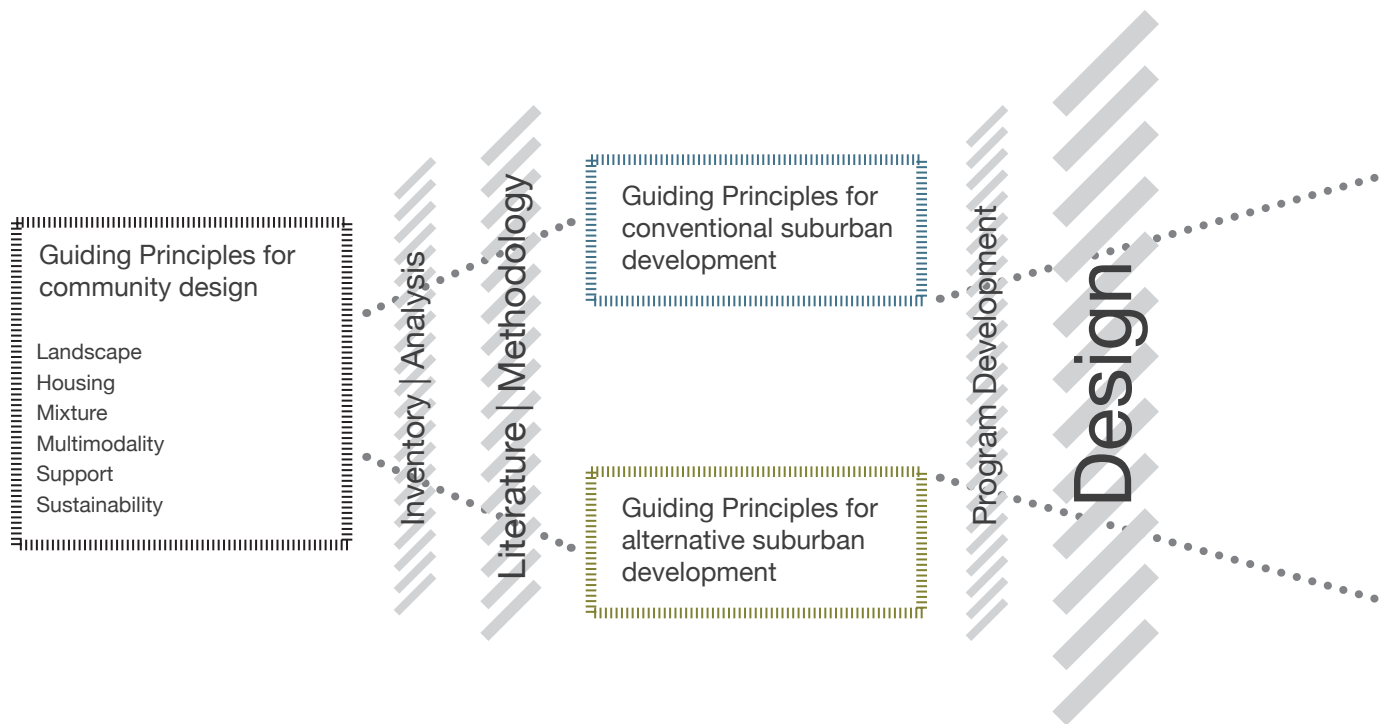 Guiding Principles for
community design
Landscape
Housing
Mixture
Multimodality
Support
Sustainability
Inventory | Analysis
Literature | Methodology
Guiding Principles for
conventional suburban
development
Guiding Principles for
alternative suburban
development
Program Development
Design